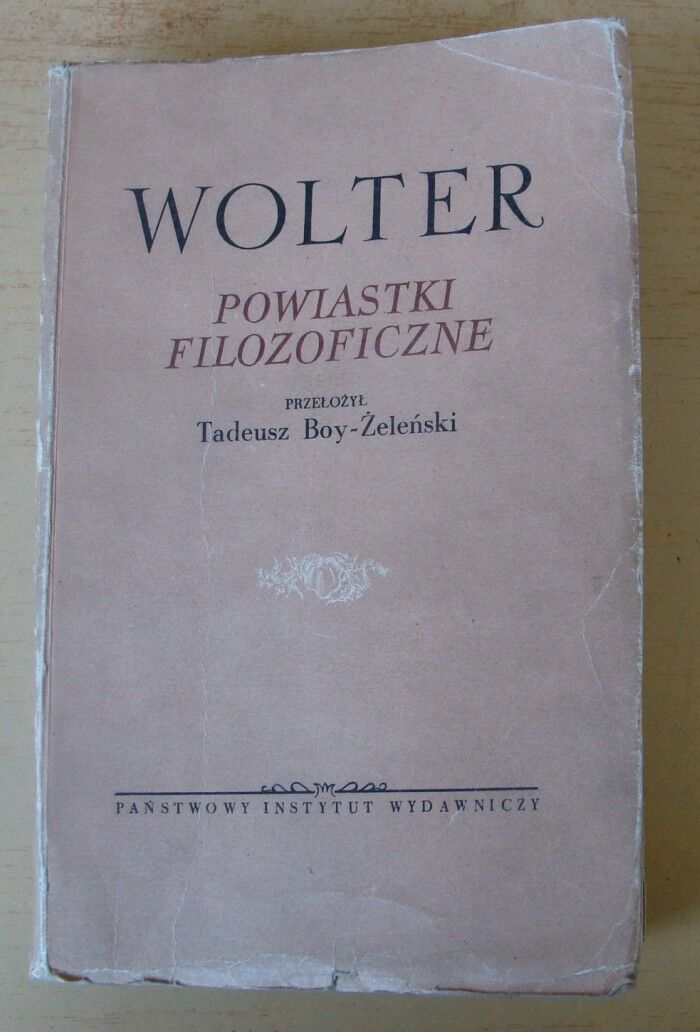 WOLTER
POWIASTKI
FILOZOFICZNE
PRZEŁOŻYŁ
Tadeusz Boy-Żeleński
PAŃSTWOWY INSTYTUT WYDAWNICZY